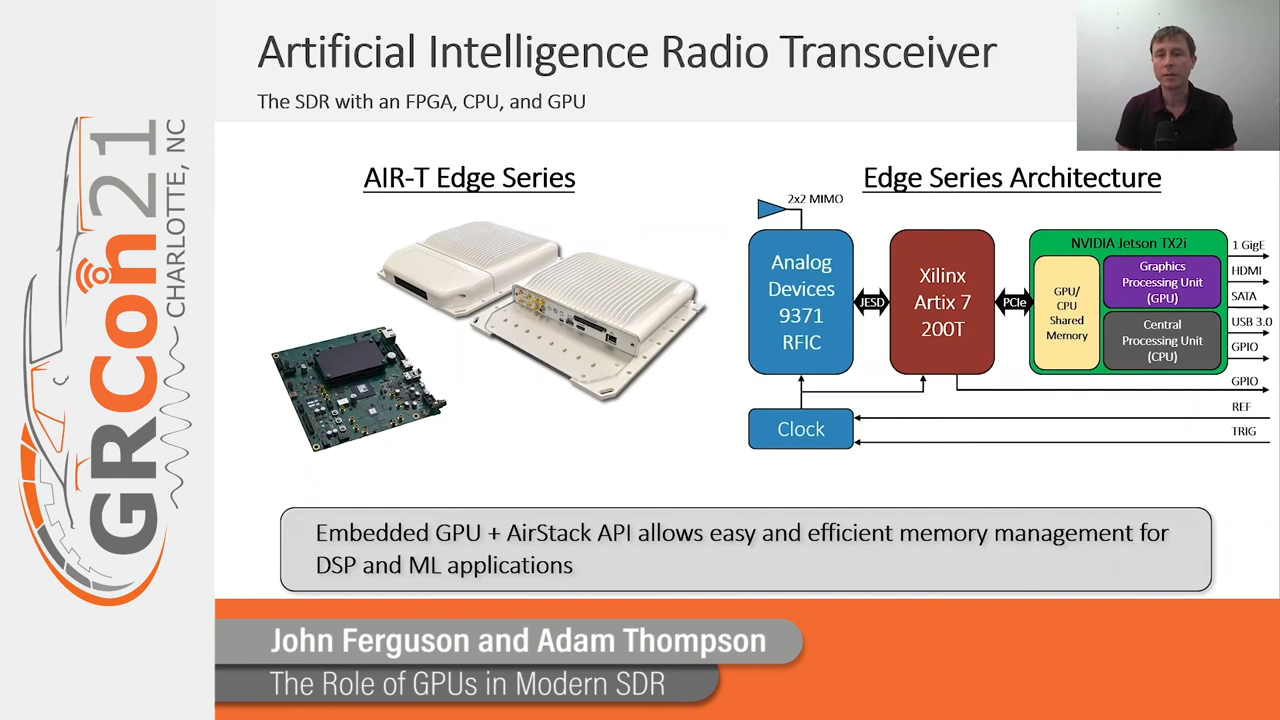 Artificial Intelligence Radio Transceiver
The SDR with an FPGA, CPU, and GPU
GRCon21
CHARLOTTE, NC
AIR-T Edge Series
Edge Series Architecture
2x2 MIMO
Analog
Devices
9371
RFIC
JESD
Xilinx
Artix 7
200T
PCIe
NVIDIA Jetson TX2i
GPU/
CPU
Shared
Memory
Graphics
Processing Unit
(GPU)
Central
Processing Unit
(CPU)
1 GigE
HDMI
SATA
USB 3.0
GPIO
GPIO
REF
TRIG
Clock
Embedded GPU + AirStack API allows easy and efficient memory management for
DSP and ML applications
John Ferguson and Adam Thompson
The Role of GPUs in Modern SDR